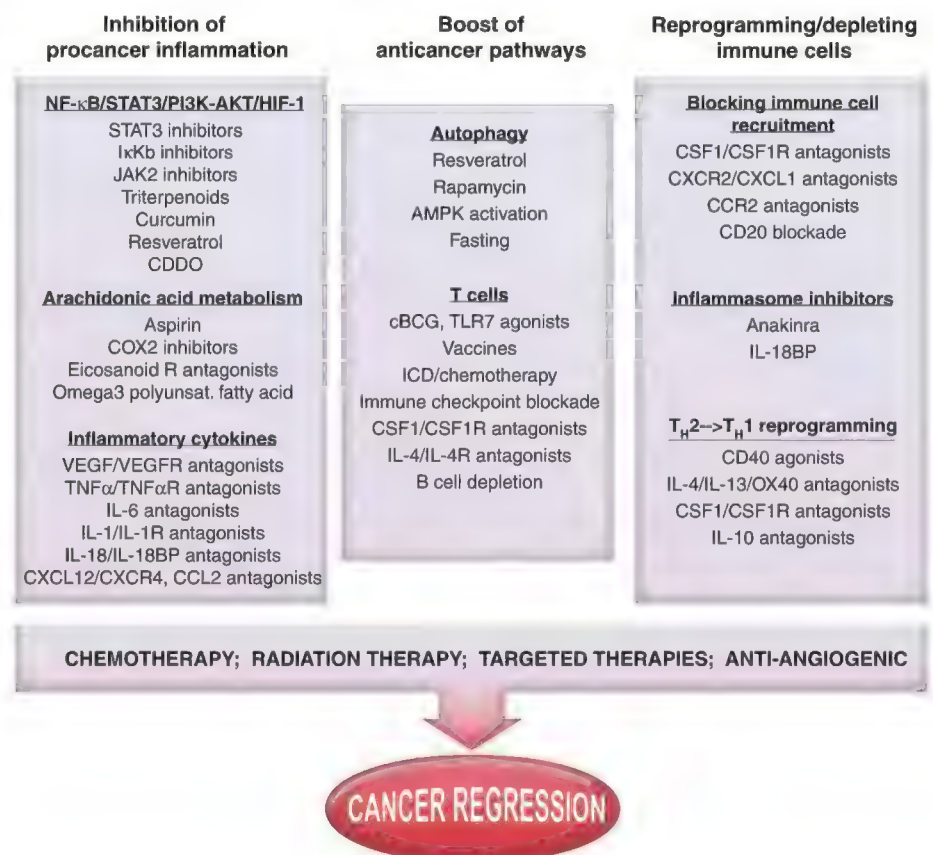 Inhibition of
procancer inflammation
NF-κB/STAT3/PI3K-AKT/HIF-1
STAT3 inhibitors
IκKb inhibitors
JAK2 inhibitors
Triterpenoids
Curcumin
Resveratrol
CDDO
Arachidonic acid metabolism
Aspirin
COX2 inhibitors
Eicosanoid R antagonists
Omega3 polyunsat. fatty acid
Inflammatory cytokines
VEGF/VEGFR antagonists
TNFα/TNFαR antagonists
IL-6 antagonists
IL-1/IL-1R antagonists
IL-18/IL-18BP antagonists
CXCL12/CXCR4, CCL2 antagonists
Boost of
anticancer pathways
Autophagy
Resveratrol
Rapamycin
AMPK activation
Fasting
T cells
cBCG, TLR7 agonists
Vaccines
ICD/chemotherapy
Immune checkpoint blockade
CSF1/CSF1R antagonists
IL-4/IL-4R antagonists
B cell depletion
Reprogramming/depleting
immune cells
Blocking immune cell
recruitment
CSF1/CSF1R antagonists
CXCR2/CXCL1 antagonists
CCR2 antagonists
CD20 blockade
Inflammasome inhibitors
Anakinra
IL-18BP
TH2-->TH1 reprogramming
CD40 agonists
IL-4/IL-13/OX40 antagonists
CSF1/CSF1R antagonists
IL-10 antagonists
CHEMOTHERAPY; RADIATION THERAPY; TARGETED THERAPIES; ANTI-ANGIOGENIC
CANCER REGRESSION